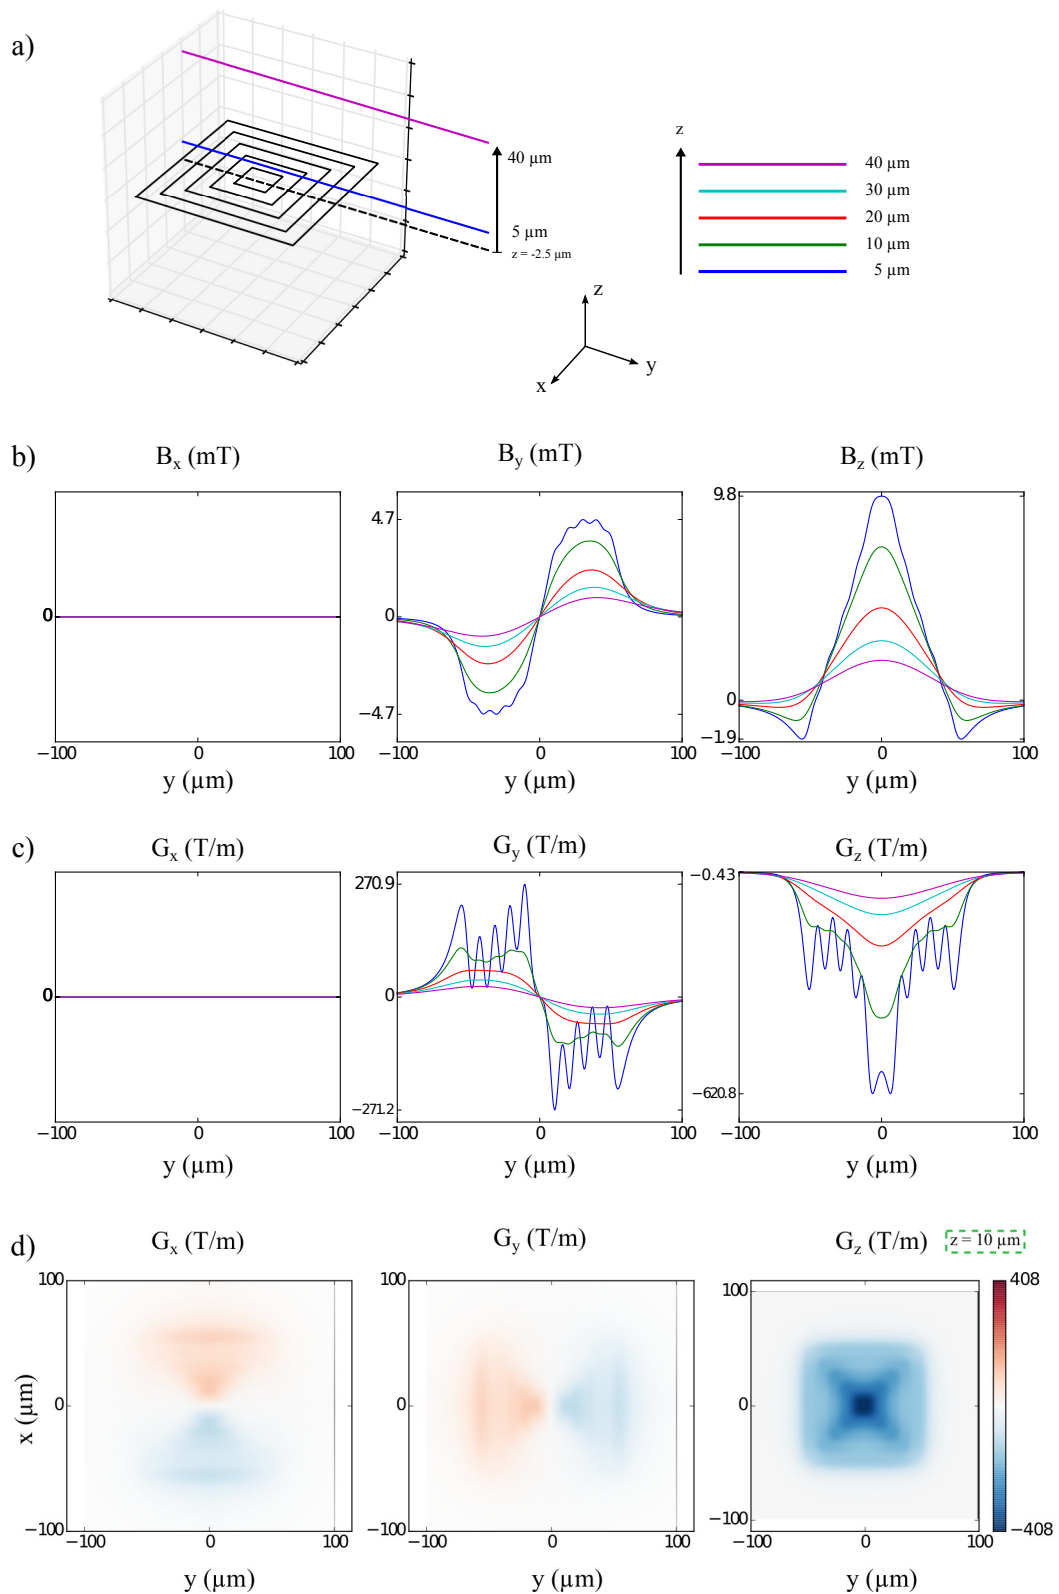 a)
40 µm
5 µm
z = -2.5 µm
z
40 µm
30 µm
20 µm
10 µm
5 µm
z
y
x
b)
Bx (mT)
By (mT)
Bz (mT)
0
−100
0
100
y (µm)
4.7
0
−4.7
−100
0
100
y (µm)
9.8
0
−1.9
−100
0
100
y (µm)
c)
Gx (T/m)
Gy (T/m)
Gz (T/m)
0
−100
0
100
y (µm)
270.9
0
−271.2
−100
0
100
y (µm)
−0.43
−620.8
−100
0
100
y (µm)
d)
Gx (T/m)
Gy (T/m)
Gz (T/m)
z = 10 µm
x (µm)
100
0
−100
−100
0
100
y (µm)
100
0
−100
−100
0
100
y (µm)
100
0
−100
−100
0
100
y (µm)
408
−408